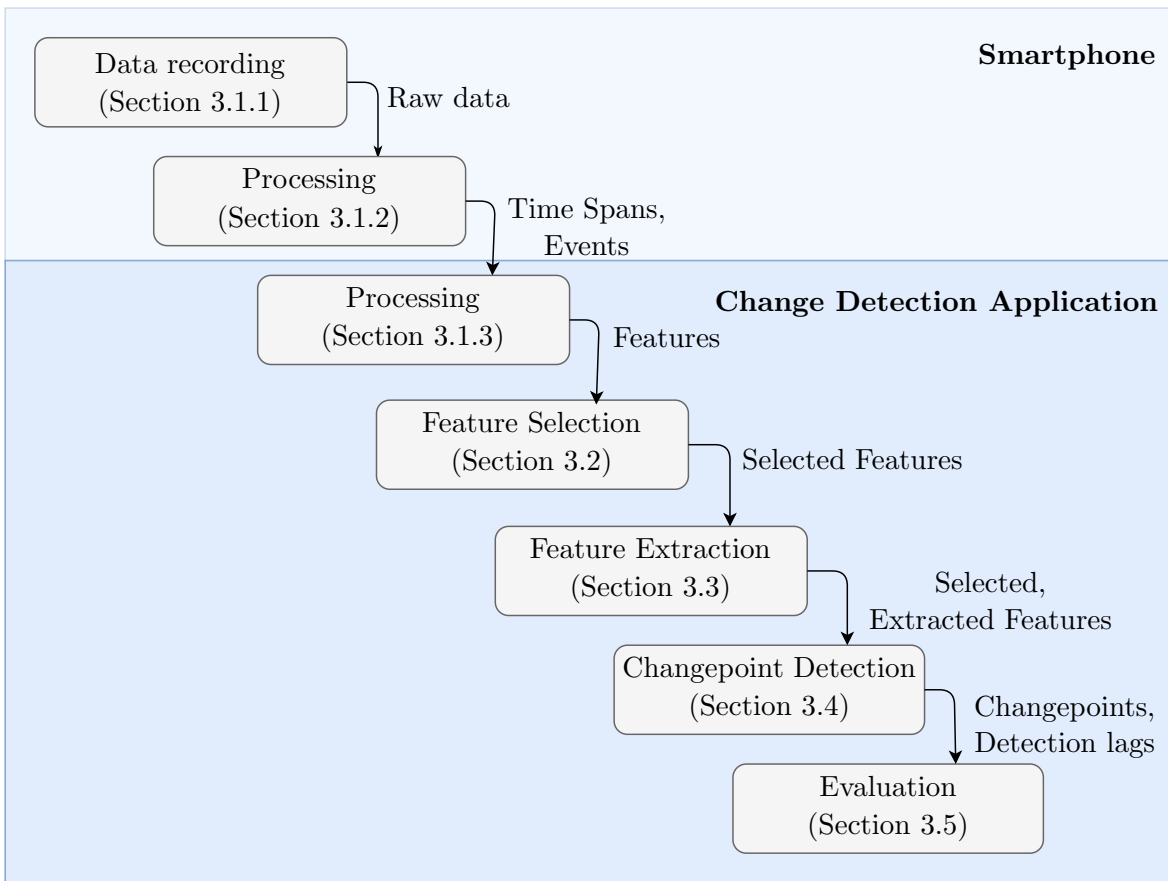 Smartphone
Data recording
(Section 3.1.1)
Raw data
Processing
(Section 3.1.2)
Time Spans,
Events
Change Detection Application
Processing
(Section 3.1.3)
Features
Feature Selection
(Section 3.2)
Selected Features
Feature Extraction
(Section 3.3)
Selected,
Extracted Features
Changepoint Detection
(Section 3.4)
Changepoints,
Detection lags
Evaluation
(Section 3.5)